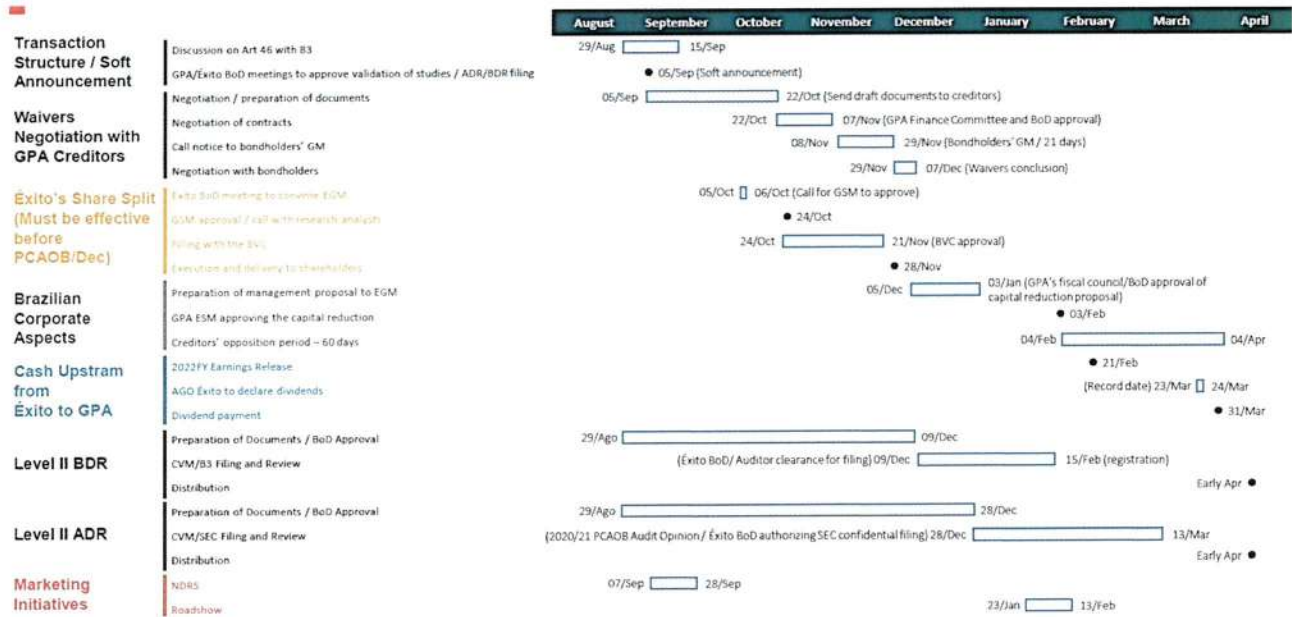 August September October November December January February March April
Transaction
Structure / Soft
Announcement
Discussion on Art 46 with B3
29/Aug 15/Sep
GPA/Éxito BoD meetings to approve validation of studies / ADR/BDR filing
05/Sep (Soft announcement)
Waivers
Negotiation with
GPA Creditors
Negotiation / preparation of documents
05/Sep 22/Oct (Send draft documents to creditors)
Negotiation of contracts
22/Oct 07/Nov (GPA Finance Committee and BoD approval)
Call notice to bondholders' GM
08/Nov 29/Nov (Bondholders' GM / 21 days)
Negotiation with bondholders
29/Nov 07/Dec (Waivers conclusion)
Éxito's Share Split
(Must be effective
before
PCAOB/Dec)
Éxito BoD meeting to convene EGM
05/Oct 06/Oct (Call for GSM to approve)
GSM approval / call with research analysts
24/Oct
Filling with the BVC
24/Oct 21/Nov (BVC approval)
Execution and delivery to shareholders
28/Nov
Brazilian
Corporate
Aspects
Preparation of management proposal to EGM
05/Dec 03/Jan (GPA's fiscal council/BoD approval of
capital reduction proposal)
GPA ESM approving the capital reduction
03/Feb
Creditors' opposition period – 60 days
04/Feb 04/Apr
Cash Upstram
from
Éxito to GPA
2022FY Earnings Release
21/Feb
AGO Éxito to declare dividends
(Record date) 23/Mar 24/Mar
Dividend payment
31/Mar
Level II BDR
Preparation of Documents / BoD Approval
29/Ago 09/Dec
CVM/B3 Filing and Review
(Éxito BoD/ Auditor clearance for filing) 09/Dec 15/Feb (registration)
Distribution
Early Apr
Level II ADR
Preparation of Documents / BoD Approval
29/Ago 28/Dec
CVM/SEC Filing and Review
(2020/21 PCAOB Audit Opinion / Éxito BoD authorizing SEC confidential filing) 28/Dec 13/Mar
Distribution
Early Apr
Marketing
Initiatives
NDRS
07/Sep 28/Sep
Roadshow
23/Jan 13/Feb